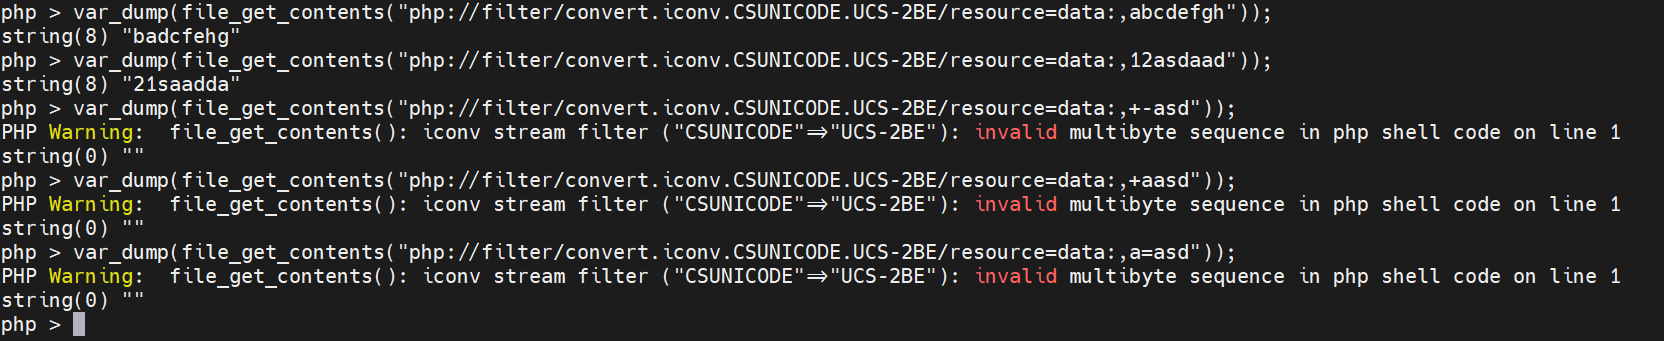 php > var_dump(file_get_contents("php://filter/convert.iconv.CSUNICODE.UCS-2BE/resource=data:,abcdefgh"));
string(8) "badcfehg"
php > var_dump(file_get_contents("php://filter/convert.iconv.CSUNICODE.UCS-2BE/resource=data:,12asdaad"));
string(8) "21saadda"
php > var_dump(file_get_contents("php://filter/convert.iconv.CSUNICODE.UCS-2BE/resource=data:,+-asd"));
PHP Warning:  file_get_contents(): iconv stream filter ("CSUNICODE"=>"UCS-2BE"): invalid multibyte sequence in php shell code on line 1
string(0) ""
php > var_dump(file_get_contents("php://filter/convert.iconv.CSUNICODE.UCS-2BE/resource=data:,+aasd"));
PHP Warning:  file_get_contents(): iconv stream filter ("CSUNICODE"=>"UCS-2BE"): invalid multibyte sequence in php shell code on line 1
string(0) ""
php > var_dump(file_get_contents("php://filter/convert.iconv.CSUNICODE.UCS-2BE/resource=data:,a=asd"));
PHP Warning:  file_get_contents(): iconv stream filter ("CSUNICODE"=>"UCS-2BE"): invalid multibyte sequence in php shell code on line 1
string(0) ""
php >